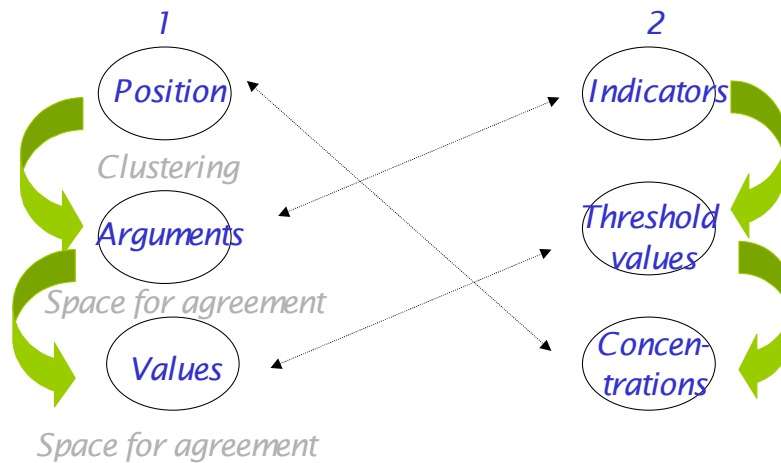 1
Position
Clustering
Arguments
Space for agreement
Values
Space for agreement
2
Indicators
Threshold
values
Concen-
trations